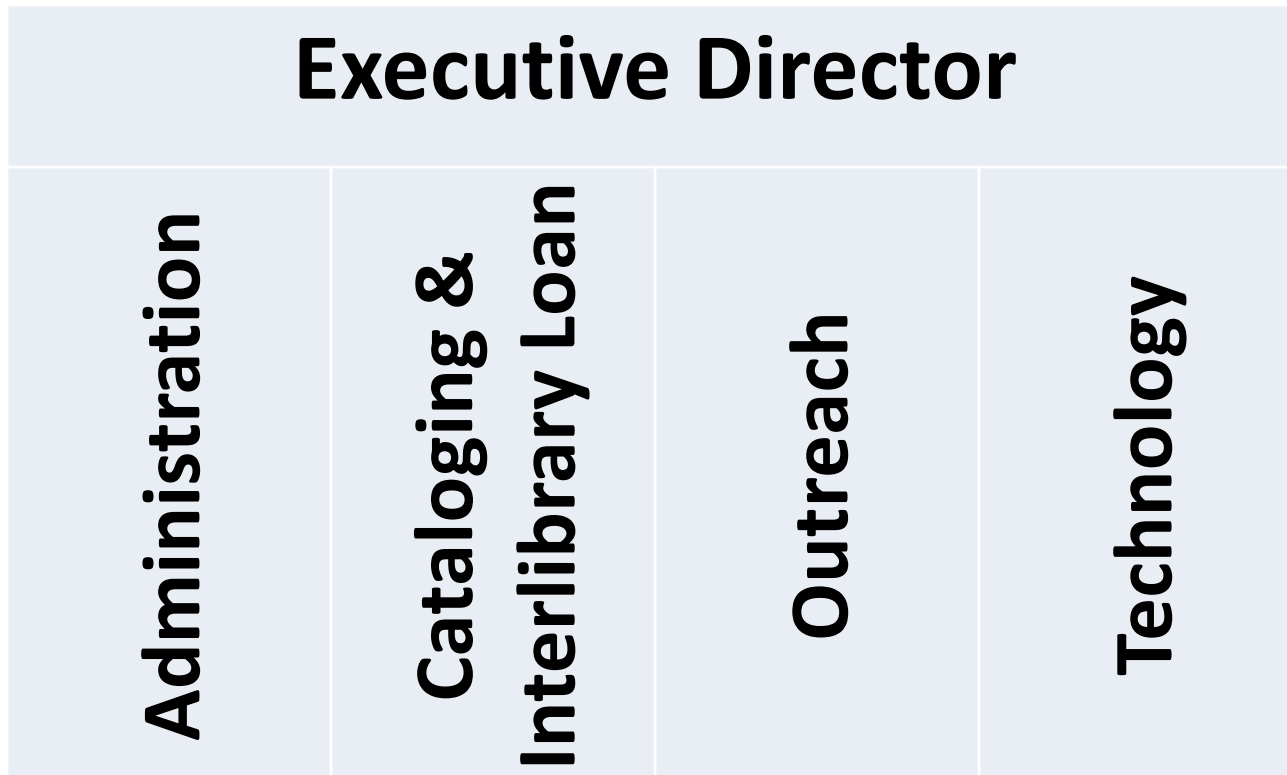 Executive Director
Administration
Cataloging &
Interlibrary Loan
Outreach
Technology